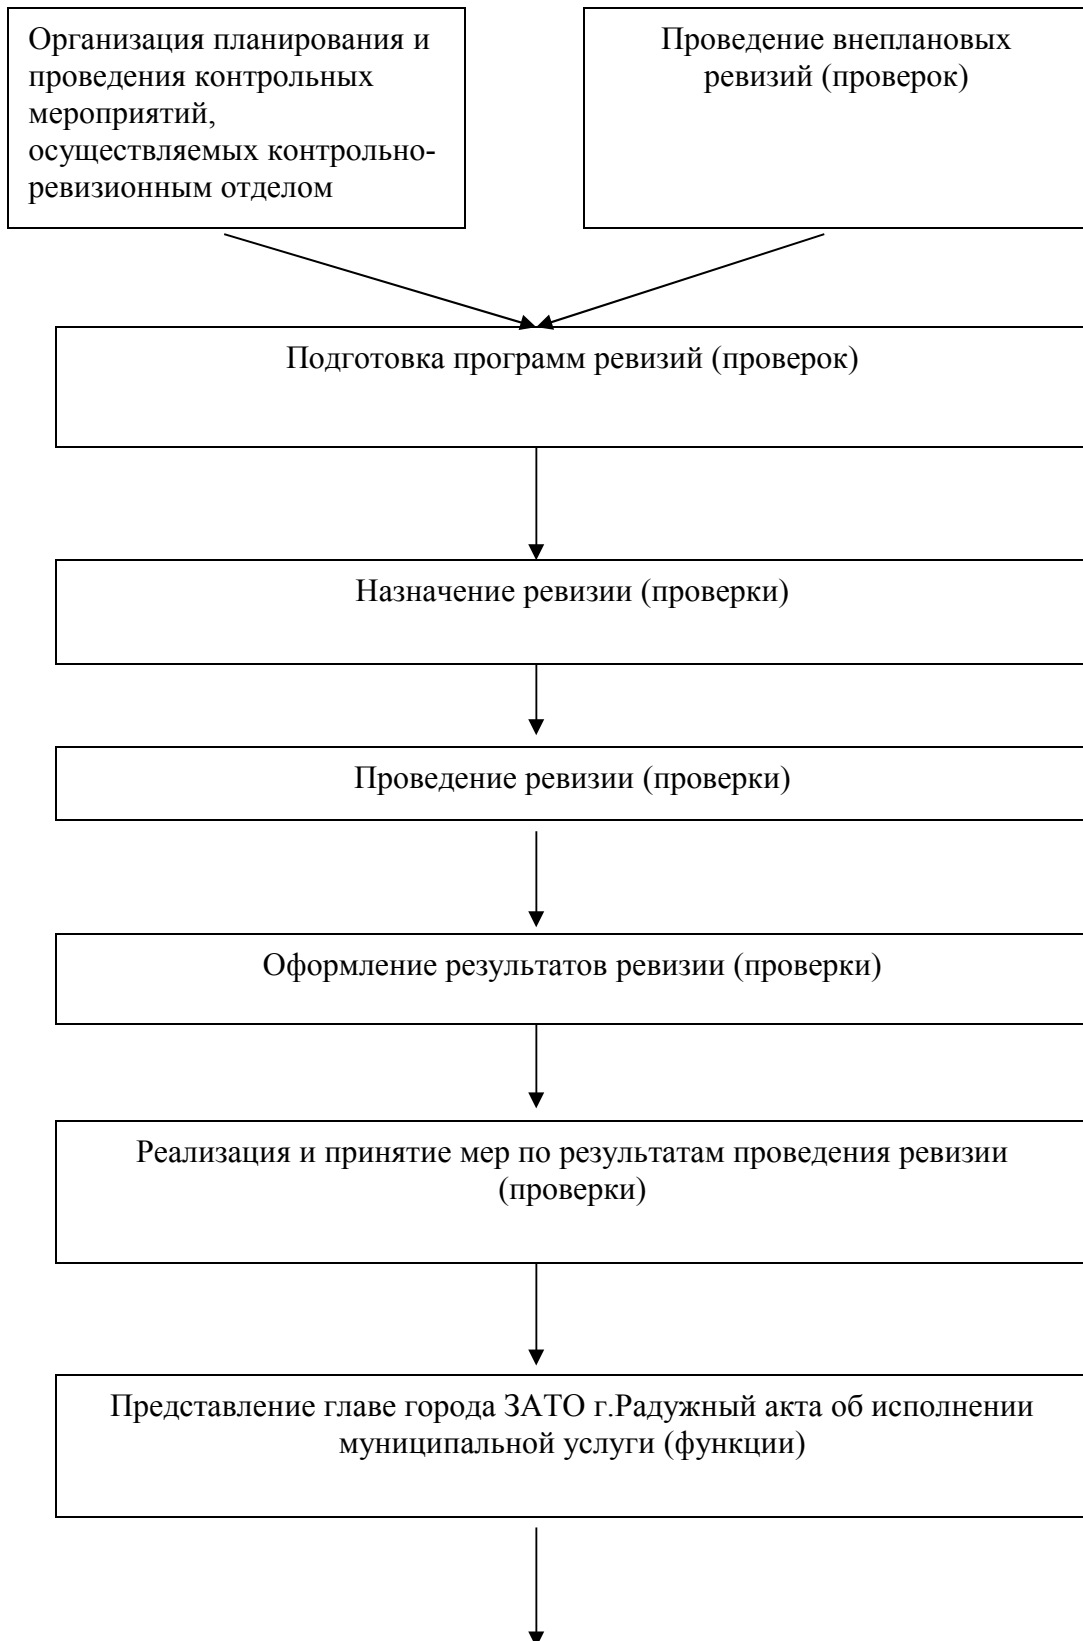 Организация планирования и
проведения контрольных
мероприятий,
осуществляемых контрольно-
ревизионным отделом
Проведение внеплановых
ревизий (проверок)
Подготовка программ ревизий (проверок)
Назначение ревизии (проверки)
Проведение ревизии (проверки)
Оформление результатов ревизии (проверки)
Реализация и принятие мер по результатам проведения ревизии
(проверки)
Представление главе города ЗАТО г.Радужный акта об исполнении
муниципальной услуги (функции)